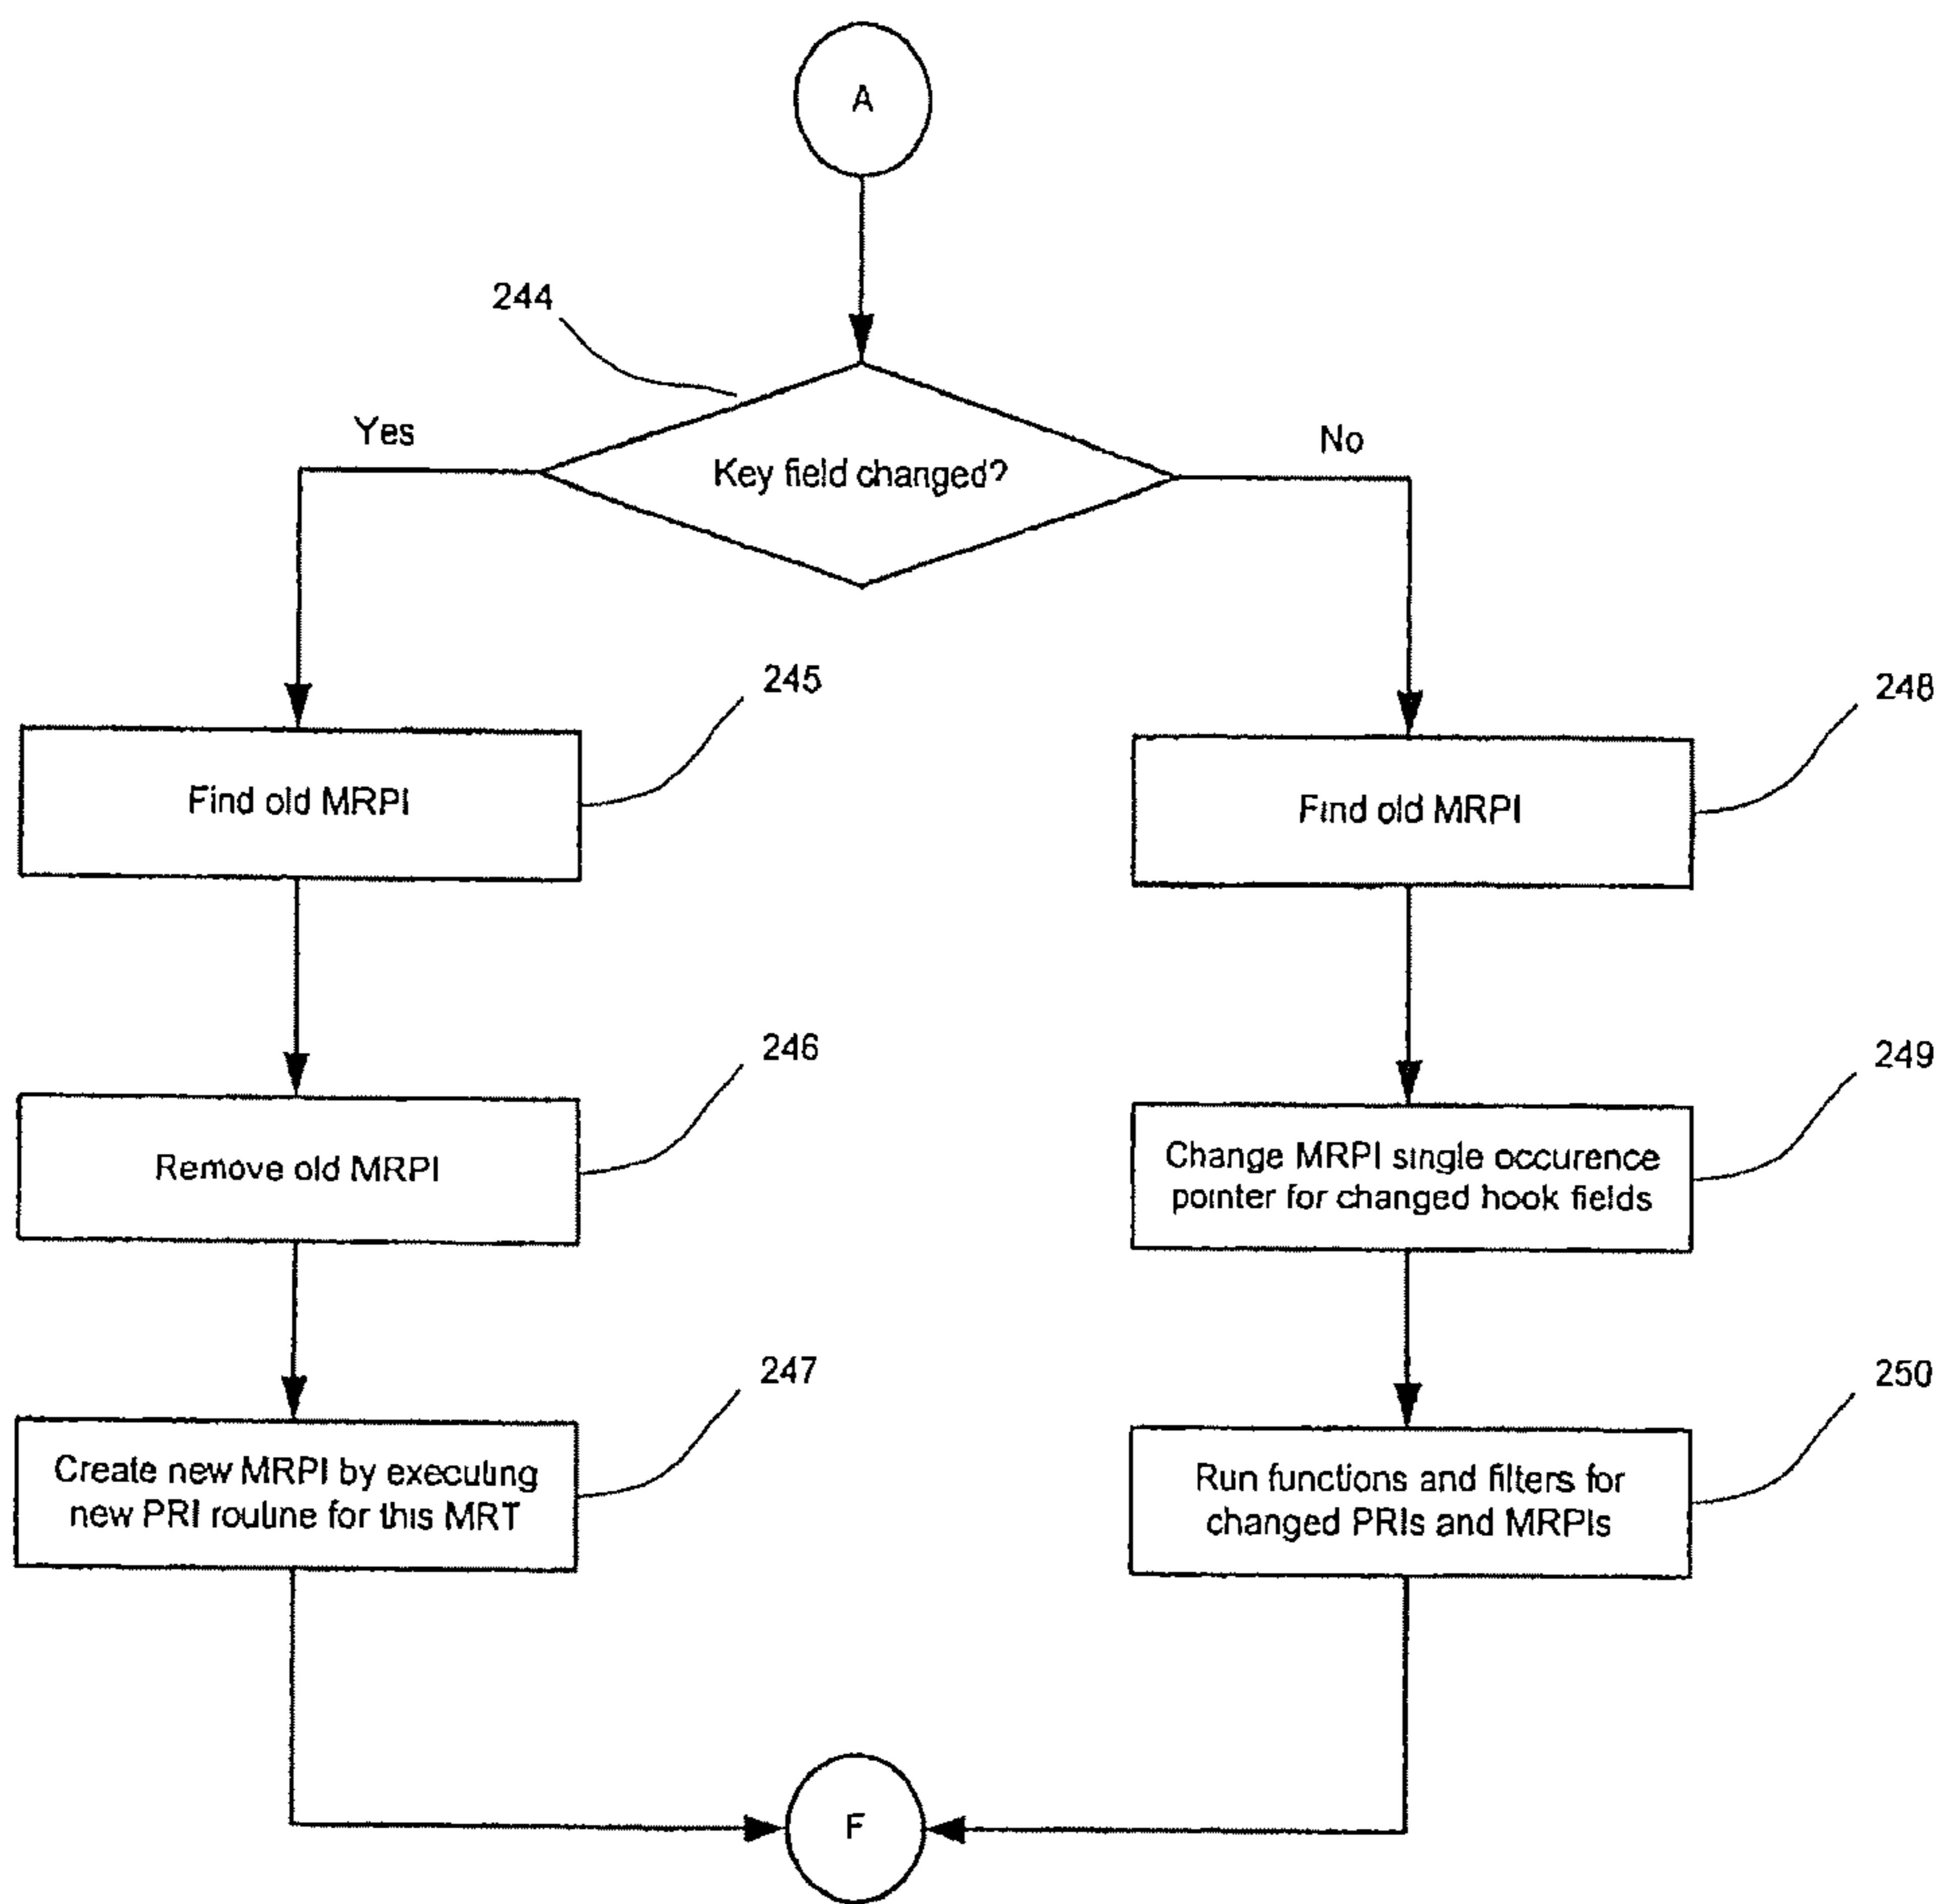 A
244
Yes
No
Key field changed?
245
248
Find old MRPI
Find old MRPI
246
249
Remove old MRPI
Change MRPI single occurence
pointer for changed hook fields
247
250
Create new MRPI by executing
new PRI routine for this MRT
Run functions and filters for
changed PRIs and MRPIs
F